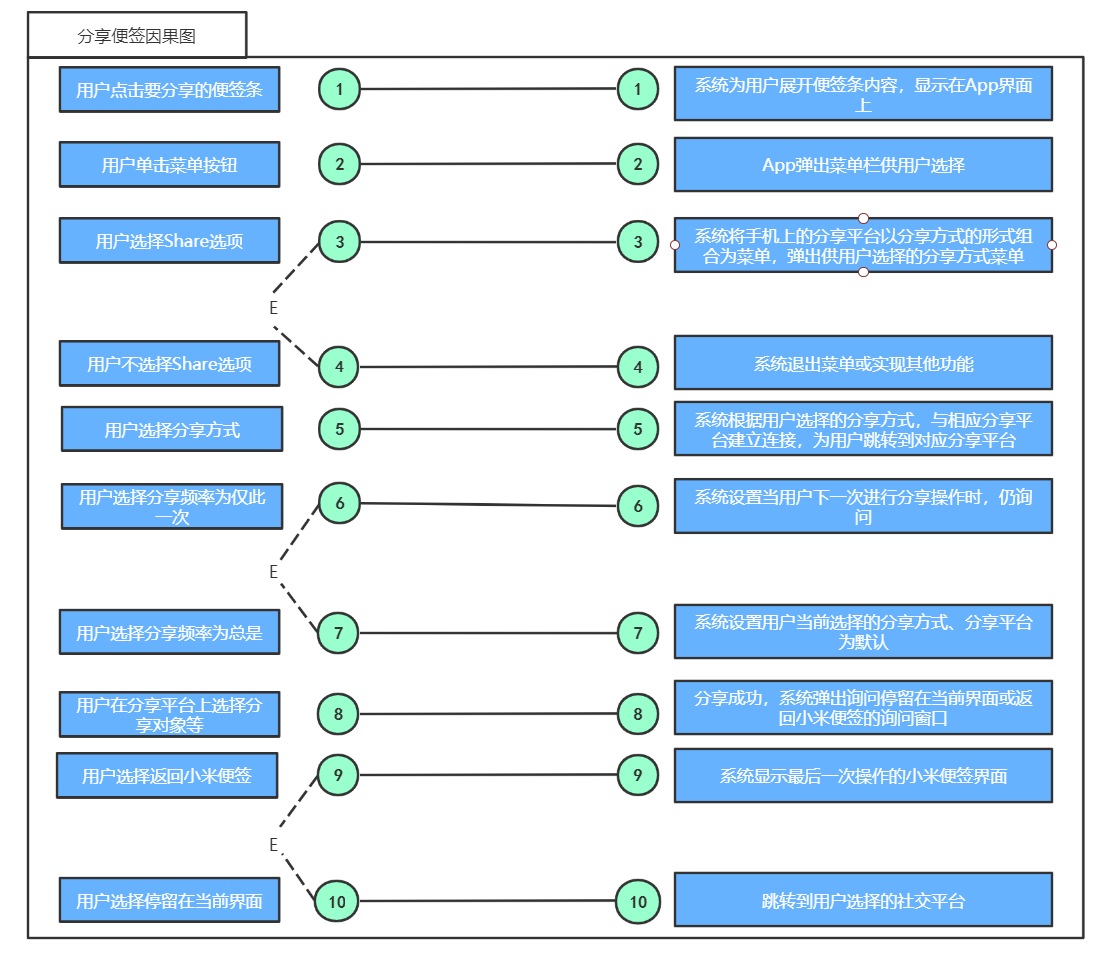 分享便签因果图
用户点击要分享的便签条
1
1
系统为用户展开便签条内容，显示在App界面
上
用户单击菜单按钮
2
2
App弹出菜单栏供用户选择
用户选择Share选项
3
3
系统将手机上的分享平台以分享方式的形式组
合为菜单，弹出供用户选择的分享方式菜单
E
用户不选择Share选项
4
4
系统退出菜单或实现其他功能
用户选择分享方式
5
5
系统根据用户选择的分享方式，与相应分享平
台建立连接，为用户跳转到对应分享平台
用户选择分享频率为仅此
一次
6
6
系统设置当用户下一次进行分享操作时，仍询
问
E
用户选择分享频率为总是
7
7
系统设置用户当前选择的分享方式、分享平台
为默认
用户在分享平台上选择分
享对象等
8
8
分享成功，系统弹出询问停留在当前界面或返
回小米便签的询问窗口
用户选择返回小米便签
9
9
系统显示最后一次操作的小米便签界面
E
用户选择停留在当前界面
10
10
跳转到用户选择的社交平台